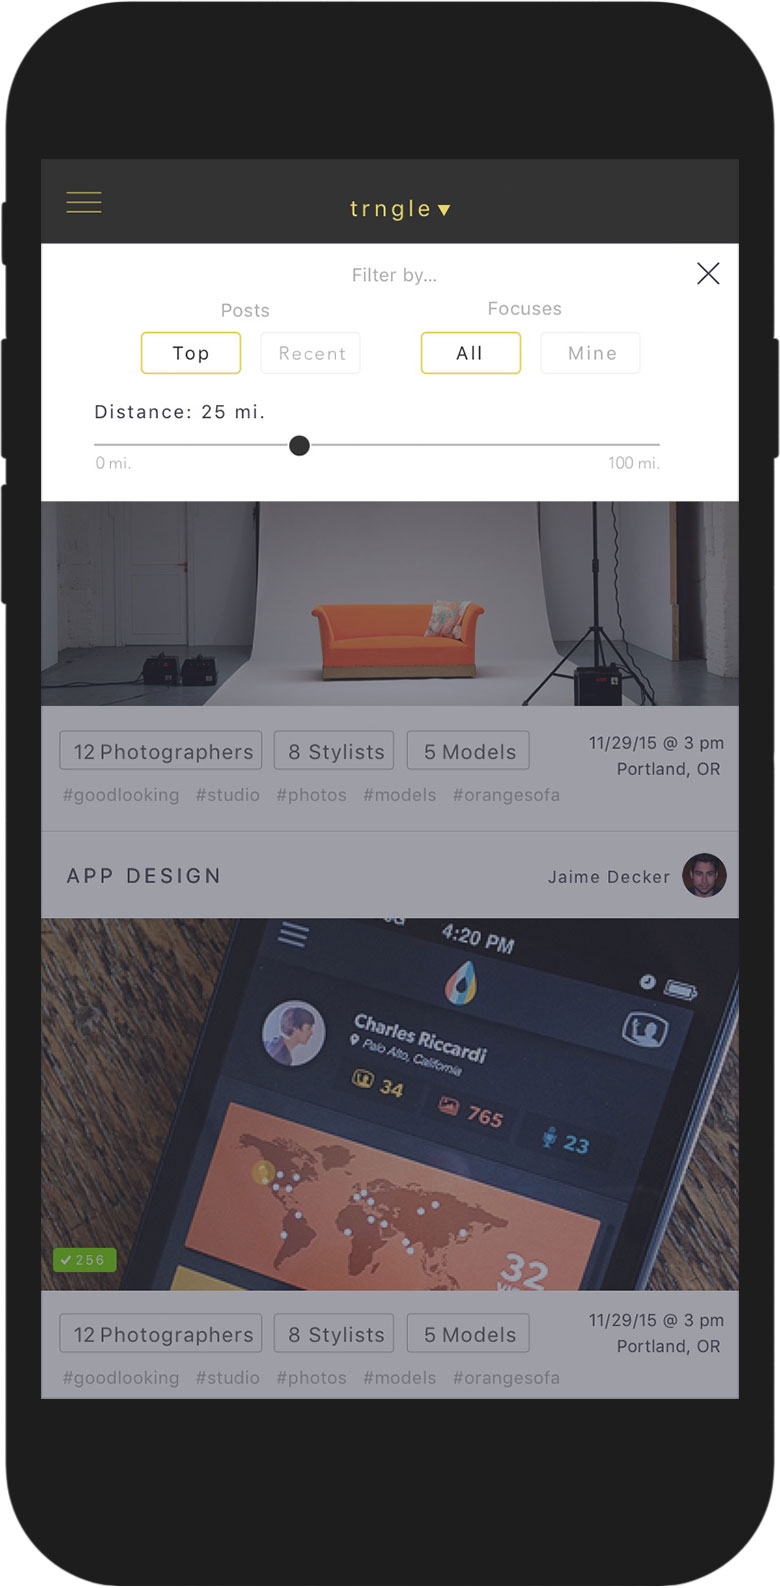 trngle ▾
Filter by...
Posts Focuses
Top Recent All Mine
Distance: 25 mi.
0 mi. 100 mi.
12 Photographers 8 Stylists 5 Models
11/29/15 @ 3 pm
Portland, OR
#goodlooking #studio #photos #models #orangesofa
APP DESIGN Jaime Decker
4:20 PM
Charles Riccardi
Palo Alto, California
34 765 23
32
256
12 Photographers 8 Stylists 5 Models
11/29/15 @ 3 pm
Portland, OR
#goodlooking #studio #photos #models #orangesofa